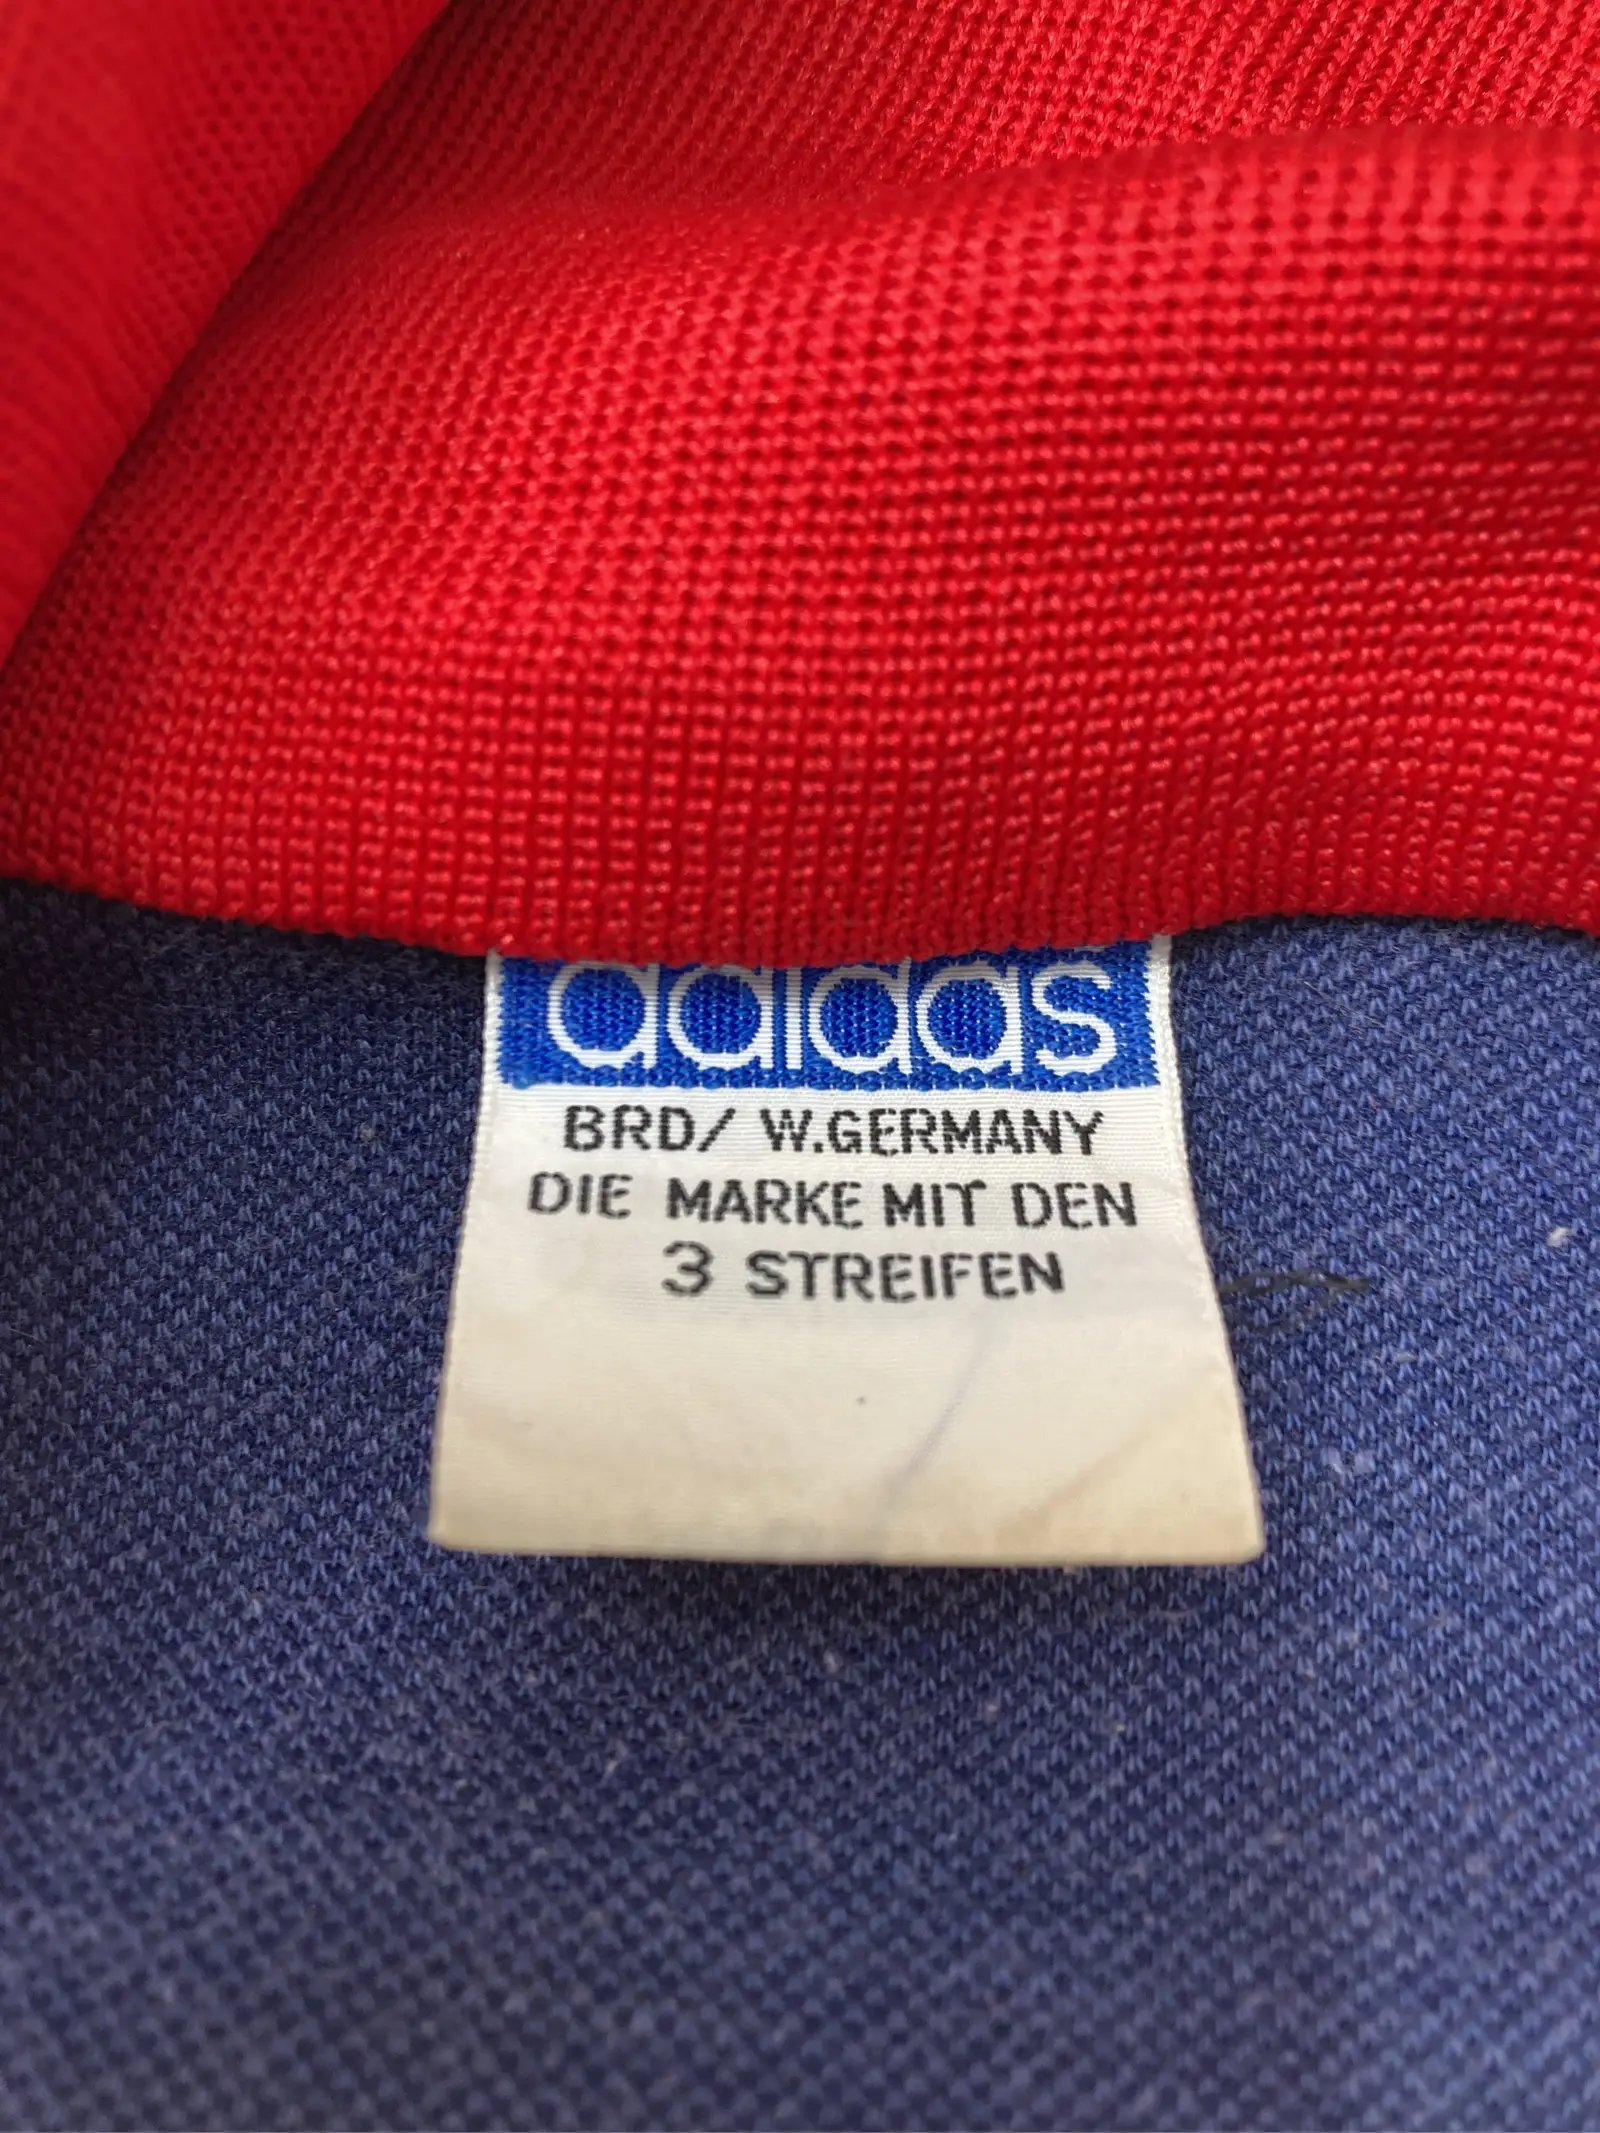 adidas
BRD/ W.GERMANY
DIE MARKE MIT DEN
3 STREIFEN